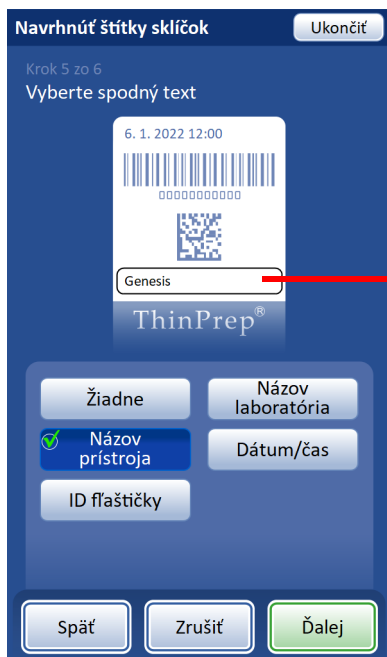 Navrhnúť štítky sklíčok
Ukončiť
Krok 5 zo 6
Vyberte spodný text
6. 1. 2022 12:00
00000000000
Genesis
ThinPrep®
Žiadne
Názov
laboratória
Názov
prístroja
Dátum/čas
ID fľaštičky
Späť
Zrušiť
Ďalej